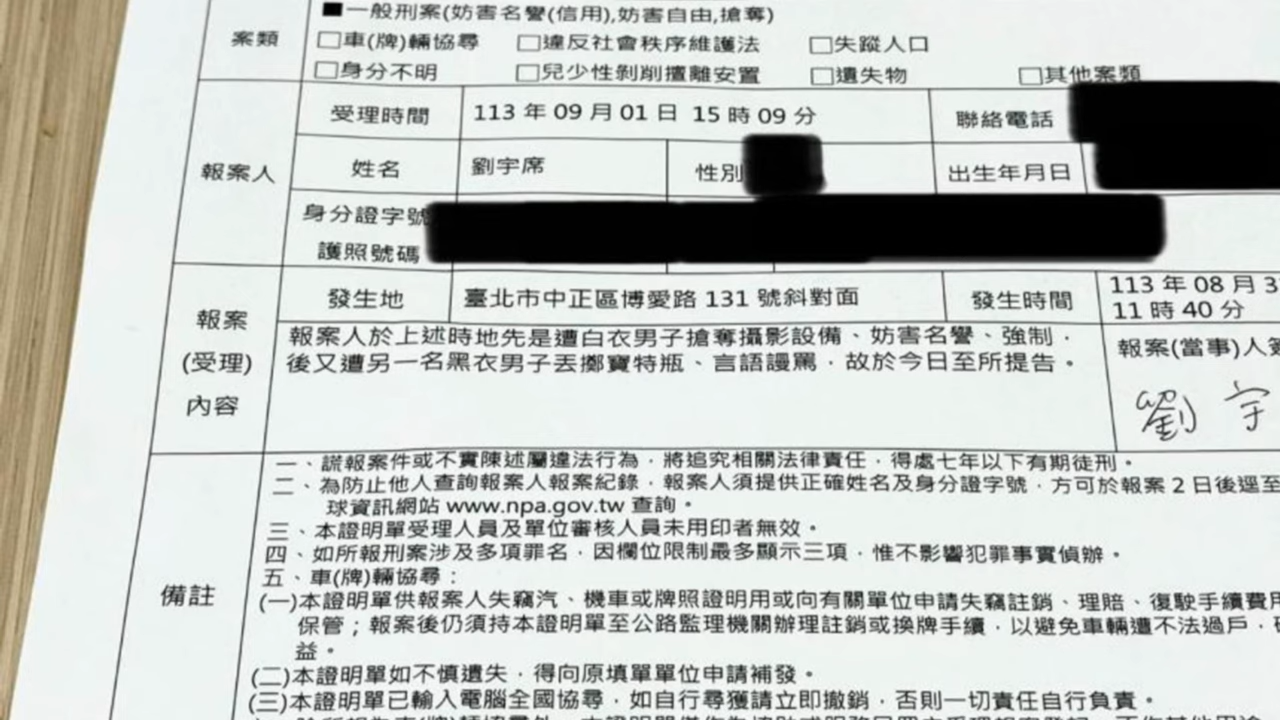 ■一般刑案(妨害名譽(信用),妨害自由,搶奪)
案類
□車(牌)輛協尋 □違反社會秩序維護法 □失蹤人口
□身分不明 □兒少性剝削擅離安置 □遺失物 □其他案類
受理時間 113 年 09 月 01 日 15 時 09 分 聯絡電話
報案人
姓名 劉宇席 性別 出生年月日
身分證字號
護照號碼
發生地 臺北市中正區博愛路 131 號斜對面 發生時間 113 年 08 月 3
11 時 40 分
報案
(受理)
內容
報案人於上述時地先是遭白衣男子搶奪攝影設備、妨害名譽、強制，
後又遭另一名黑衣男子丟擲寶特瓶、言語謾罵，故於今日至所提告。
報案(當事)人簽
劉宇
備註
一、謊報案件或不實陳述屬違法行為，將追究相關法律責任，得處七年以下有期徒刑。
二、為防止他人查詢報案人報案紀錄，報案人須提供正確姓名及身分證字號，方可於報案 2 日後逕至
球資訊網站 www.npa.gov.tw 查詢。
三、本證明單受理人員及單位審核人員未用印者無效。
四、如所報刑案涉及多項罪名，因欄位限制最多顯示三項，惟不影響犯罪事實偵辦。
五、車(牌)輛協尋：
(一)本證明單供報案人失竊汽、機車或牌照證明用或向有關單位申請失竊註銷、理賠、復駛手續費用
保管；報案後仍須持本證明單至公路監理機關辦理註銷或換牌手續，以避免車輛遭不法過戶，
益。
(二)本證明單如不慎遺失，得向原填單單位申請補發。
(三)本證明單已輸入電腦全國協尋，如自行尋獲請立即撤銷，否則一切責任自行負責。